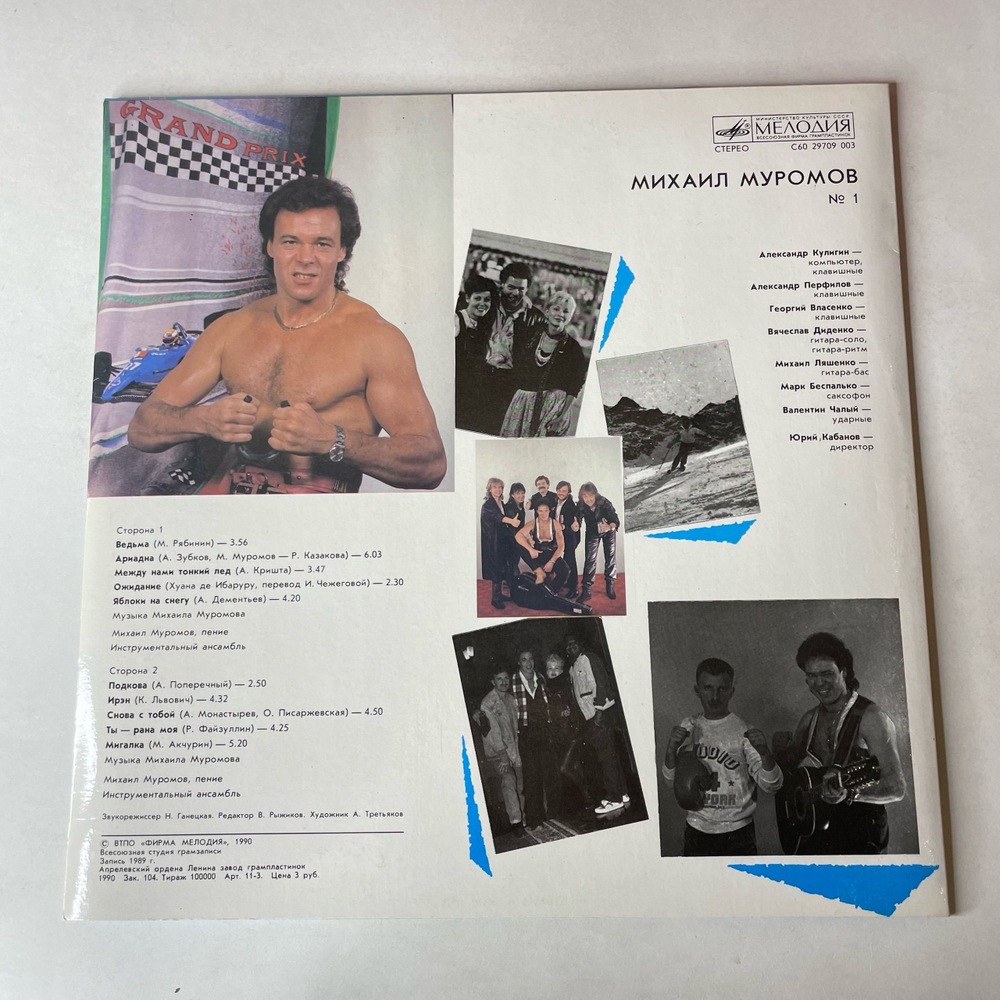 GRAND PRIX
МИНИСТЕРСТВО КУЛЬТУРЫ СССР
МЕЛОДИЯ
ВСЕСОЮЗНАЯ ФИРМА ГРАМПЛАСТИНОК
СТЕРЕО С60 29709 003
МИХАИЛ МУРОМОВ
№ 1
Александр Кулигин —
компьютер,
клавишные
Александр Перфилов —
клавишные
Георгий Власенко —
клавишные
Вячеслав Диденко —
гитара-соло,
гитара-ритм
Михаил Ляшенко —
гитара-бас
Марк Беспалько —
саксофон
Валентин Чалый —
ударные
Юрий Кабанов —
директор
Сторона 1
Ведьма (М. Рябинин) — 3.56
Ариадна (А. Зубков, М. Муромов — Р. Казакова) — 6.03
Между нами тонкий лед (А. Кришта) — 3.47
Ожидание (Хуана де Ибаруру, перевод И. Чежеговой) — 2.30
Яблоки на снегу (А. Дементьев) — 4.20
Музыка Михаила Муромова
Михаил Муромов, пение
Инструментальный ансамбль
Сторона 2
Подкова (А. Поперечный) — 2.50
Ирэн (К. Львович) — 4.32
Снова с тобой (А. Монастырев, О. Писаржевская) — 4.50
Ты — рана моя (Р. Файзуллин) — 4.25
Мигалка (М. Акчурин) — 5.20
Музыка Михаила Муромова
Михаил Муромов, пение
Инструментальный ансамбль
Звукорежиссер Н. Ганецкая. Редактор В. Рыжиков. Художник А. Третьяков
© ВТПО «ФИРМА МЕЛОДИЯ», 1990
Всесоюзная студия грамзаписи
Запись 1989 г.
Апрелевский ордена Ленина завод грампластинок
1990 Зак. 104. Тираж 100000 Арт. 11-3. Цена 3 руб.